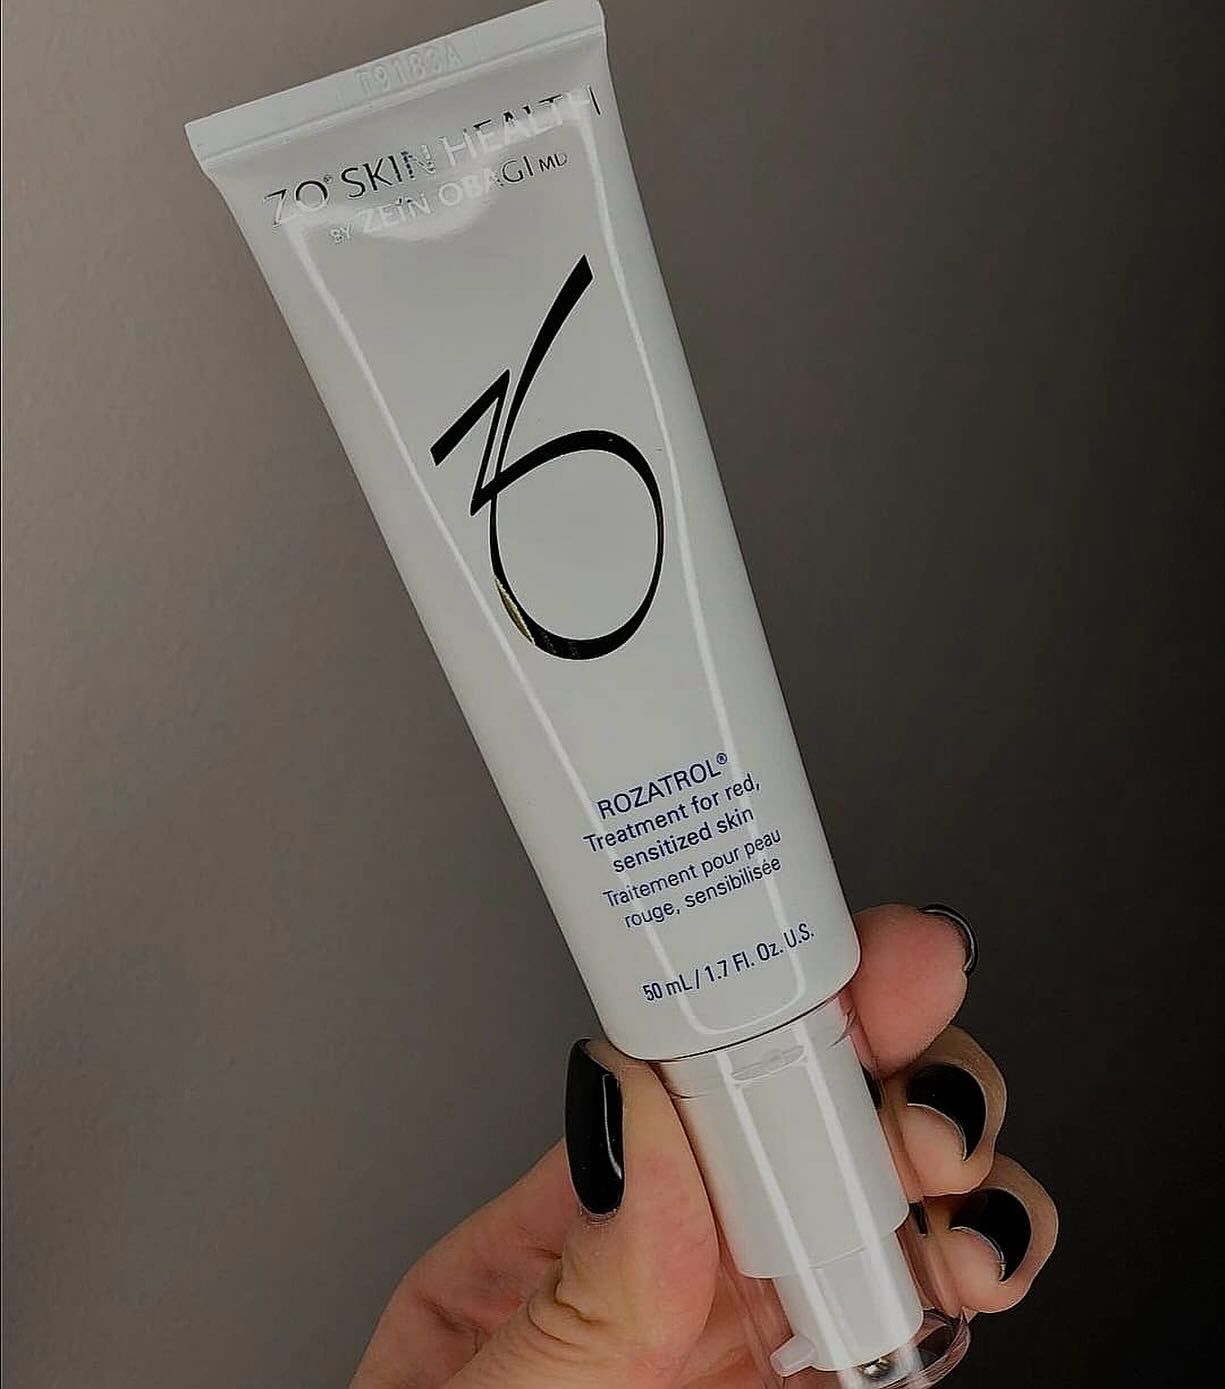 ZO® SKIN HEALTH
BY ZEIN OBAGI MD
ZO
ROZATROL®
Treatment for red,
sensitized skin
Traitement pour peau
rouge, sensibilisée
50 mL / 1.7 Fl. Oz. U.S.